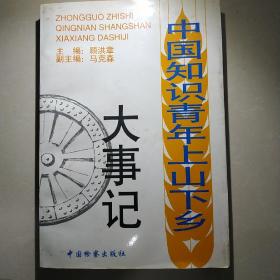 ZHONGGUO ZHISHI
QINGNIAN SHANGSHAN
XIAXIANG DASHIJI
主 编：顾洪章
副主编：马克森
中国知识青年上山下乡
大事记
中国检察出版社